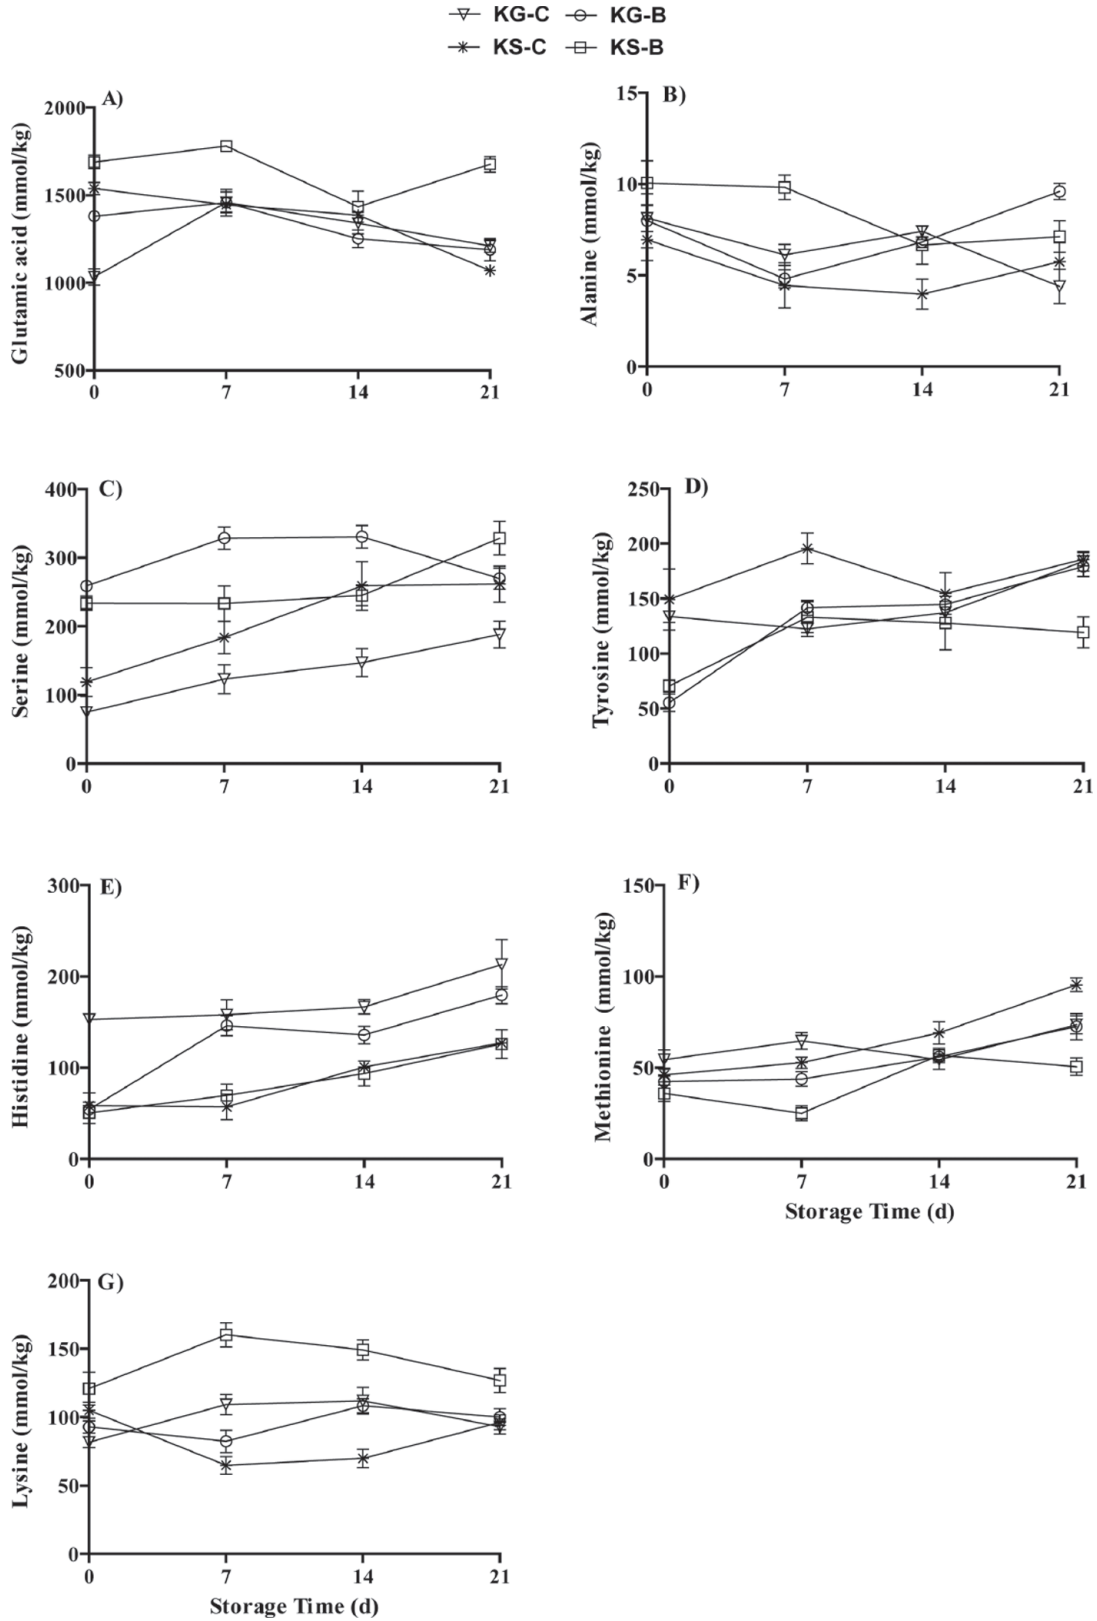 KG-C KG-B
KS-C KS-B
A)
Glutamic acid (mmol/kg)
2000
1500
1000
500
0 7 14 21
B)
Alanine (mmol/kg)
15
10
5
0
0 7 14 21
C)
Serine (mmol/kg)
400
300
200
100
0
0 7 14 21
D)
Tyrosine (mmol/kg)
250
200
150
100
50
0
0 7 14 21
E)
Histidine (mmol/kg)
300
200
100
0
0 7 14 21
F)
Methionine (mmol/kg)
150
100
50
0
0 7 14 21
Storage Time (d)
G)
Lysine (mmol/kg)
200
150
100
50
0
0 7 14 21
Storage Time (d)